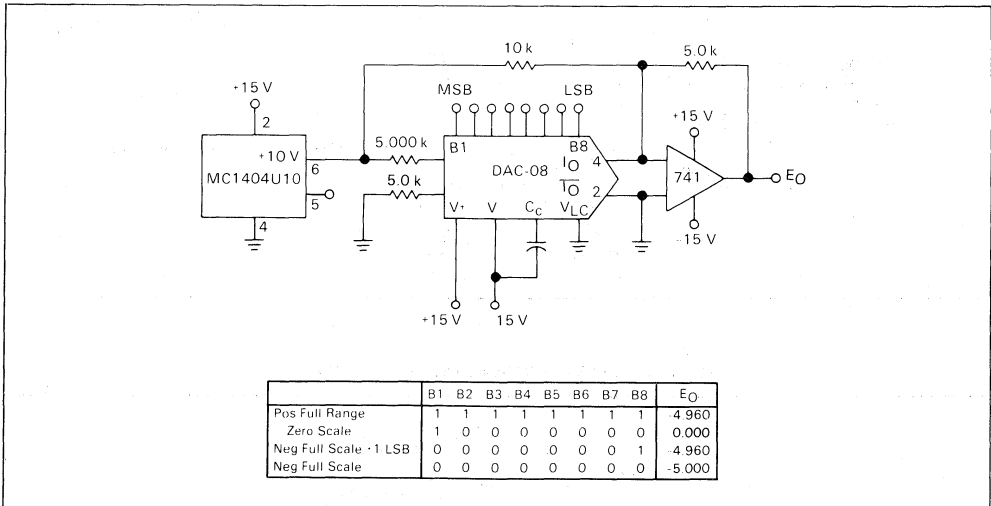 10 k
5.0 k
+15 V
MSB
LSB
+15 V
2
+10 V
6
5.000 k
B1
B8
IO
4
MC1404U10
DAC-08
741
EO
5
5.0 k
IO
2
4
V+
V
CC
VLC
-15 V
+15 V
15 V
B1 B2 B3 B4 B5 B6 B7 B8 EO
Pos Full Range 1 1 1 1 1 1 1 1 -4.960
Zero Scale 1 0 0 0 0 0 0 0 0.000
Neg Full Scale +1 LSB 0 0 0 0 0 0 0 1 -4.960
Neg Full Scale 0 0 0 0 0 0 0 0 -5.000